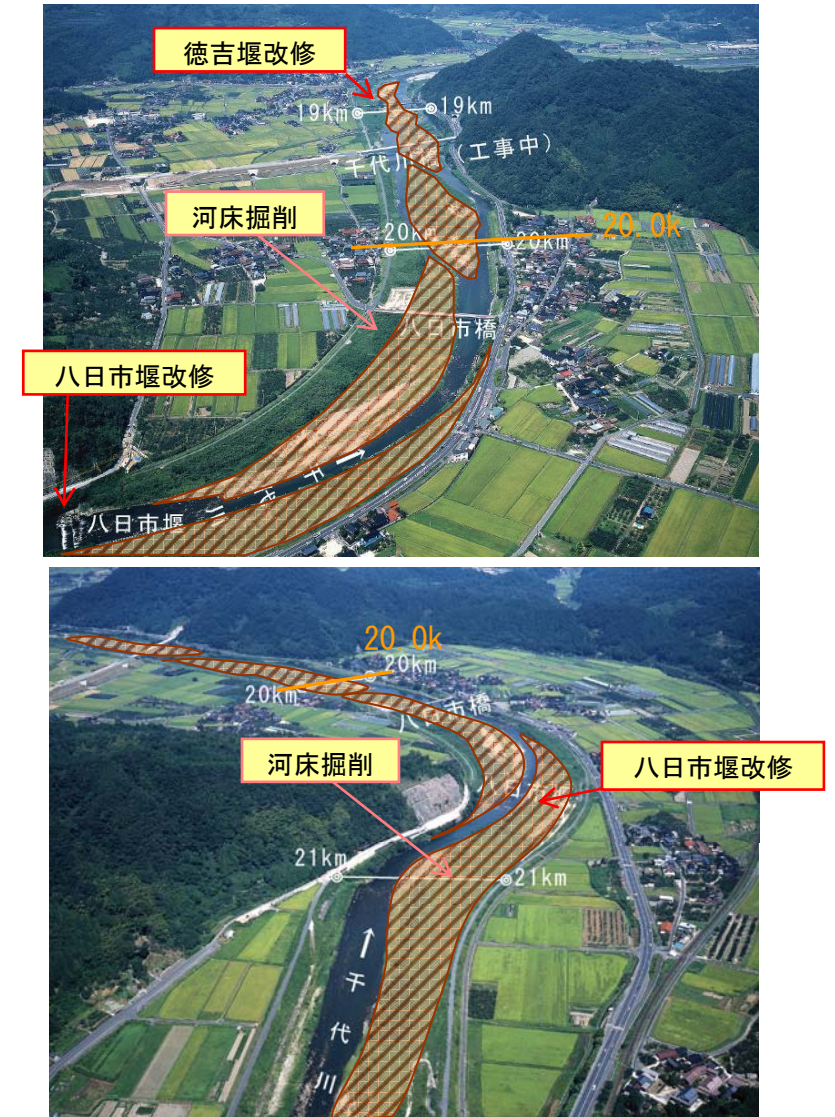 徳吉堰改修
19km
19km
千代川
(工事中)
河床掘削
20km
20km
20.0k
八日市橋
八日市堰改修
千代川
八日市堰
20.0k
20km
20km
八日市橋
河床掘削
八日市堰改修
21km
21km
千代川